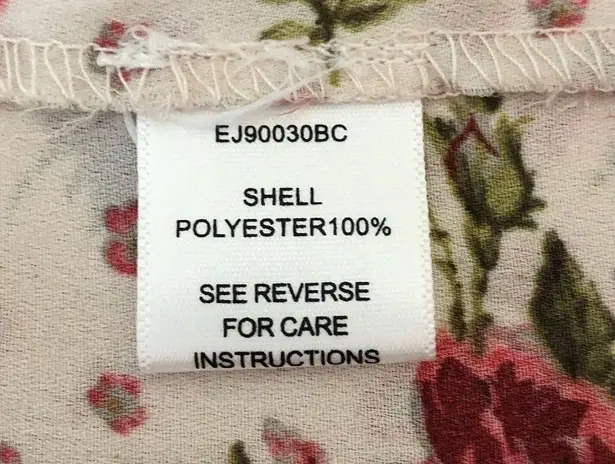 EJ90030BC
SHELL
POLYESTER100%
SEE REVERSE
FOR CARE
INSTRUCTIONS